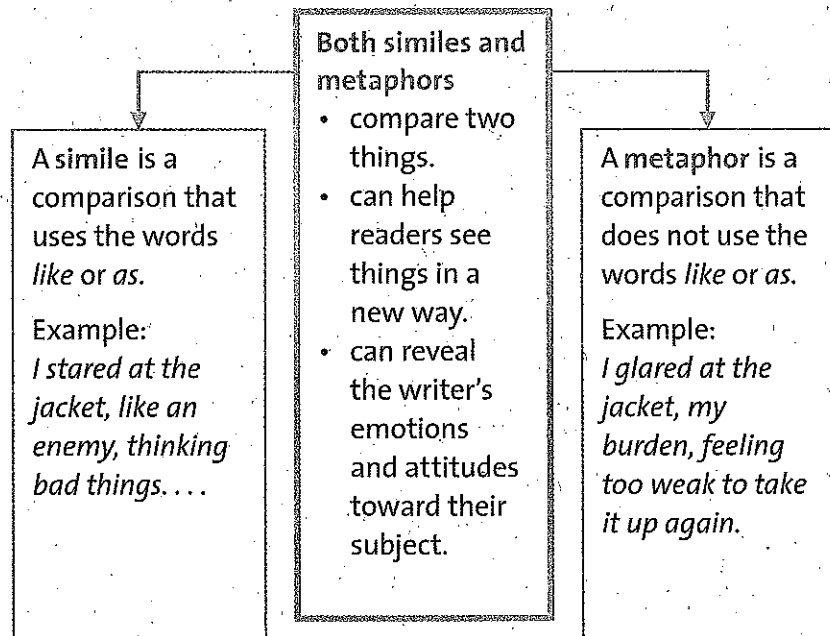 Both similes and
metaphors
• compare two
things.
• can help
readers see
things in a
new way.
• can reveal
the writer's
emotions
and attitudes
toward their
subject.
A simile is a
comparison that
uses the words
like or as.
Example:
I stared at the
jacket, like an
enemy, thinking
bad things. . . .
A metaphor is a
comparison that
does not use the
words like or as.
Example:
I glared at the
jacket, my
burden, feeling
too weak to take
it up again.